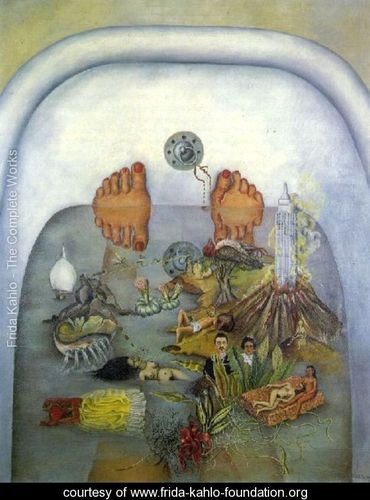 Frida Kahlo - The Complete Works
courtesy of www.frida-kahlo-foundation.org